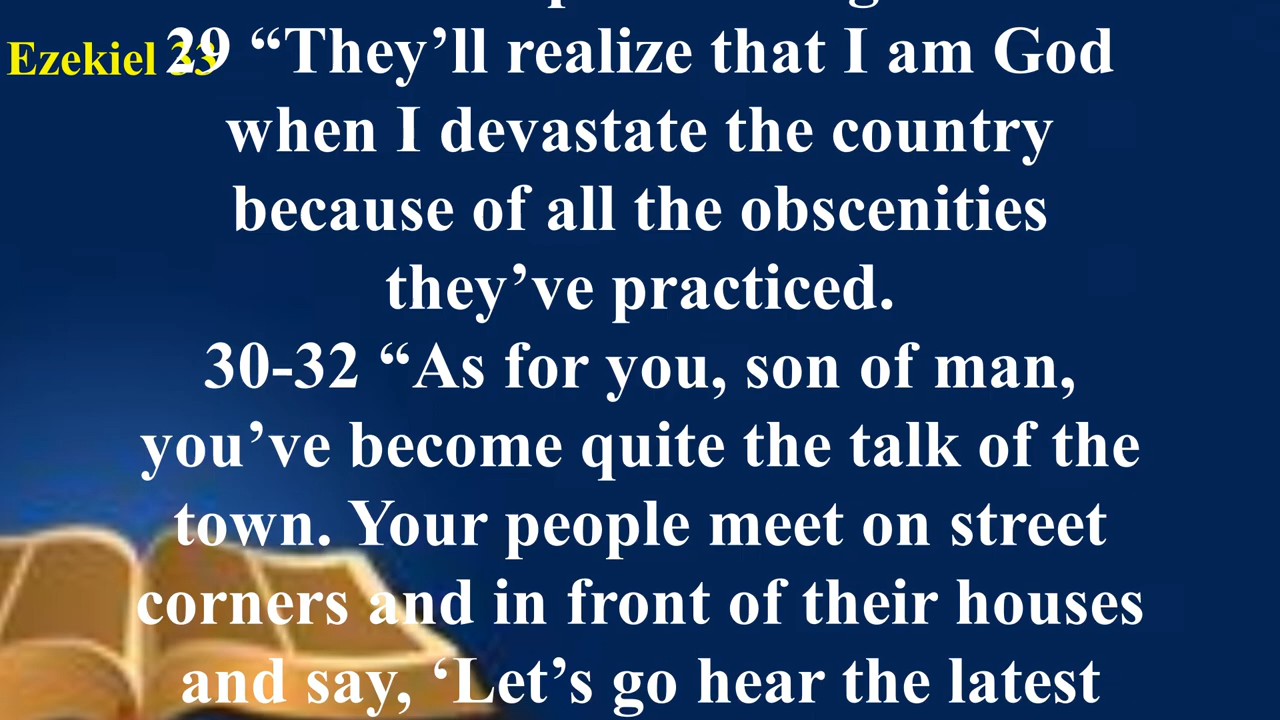 Ezekiel 33
29 “They’ll realize that I am God
when I devastate the country
because of all the obscenities
they’ve practiced.
30-32 “As for you, son of man,
you’ve become quite the talk of the
town. Your people meet on street
corners and in front of their houses
and say, ‘Let’s go hear the latest